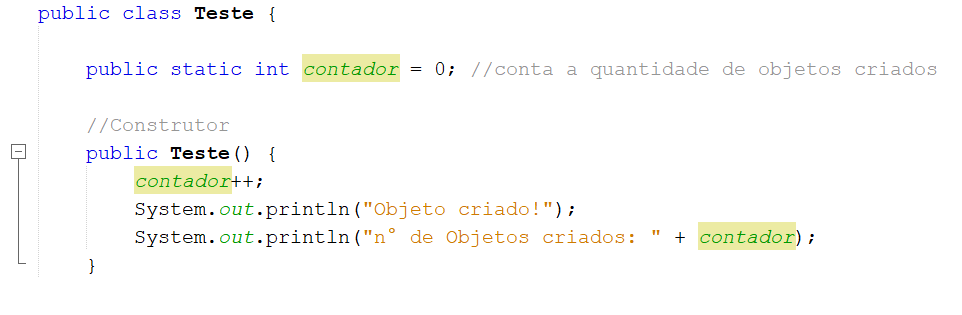 public class Teste {
public static int contador = 0; //conta a quantidade de objetos criados
//Construtor
public Teste() {
contador++;
System.out.println("Objeto criado!");
System.out.println("n° de Objetos criados: " + contador);
}